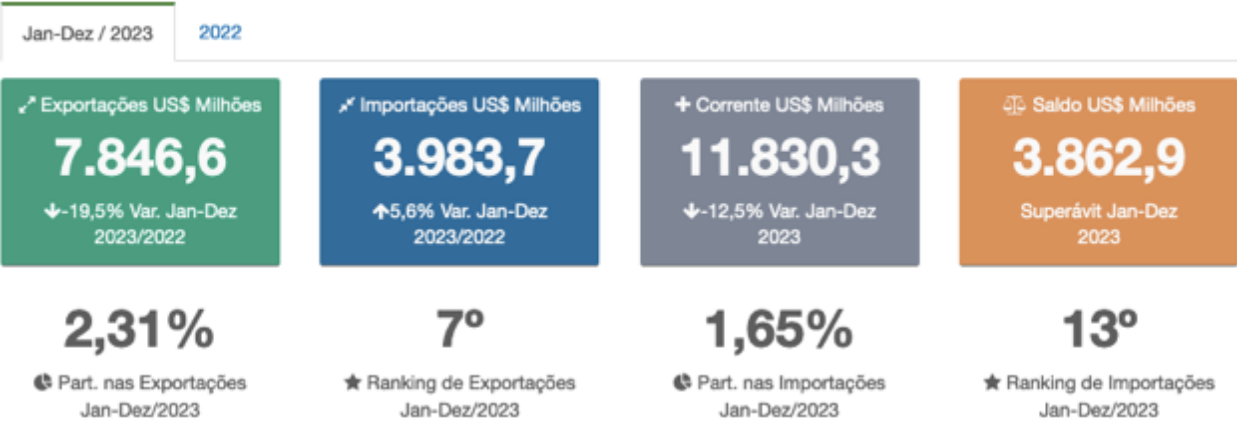 Jan-Dez / 2023
2022
Exportações US$ Milhões
7.846,6
-19,5% Var. Jan-Dez
2023/2022
Importações US$ Milhões
3.983,7
5,6% Var. Jan-Dez
2023/2022
Corrente US$ Milhões
11.830,3
-12,5% Var. Jan-Dez
2023
Saldo US$ Milhões
3.862,9
Superávit Jan-Dez
2023
2,31%
Part. nas Exportações
Jan-Dez/2023
7º
Ranking de Exportações
Jan-Dez/2023
1,65%
Part. nas Importações
Jan-Dez/2023
13º
Ranking de Importações
Jan-Dez/2023